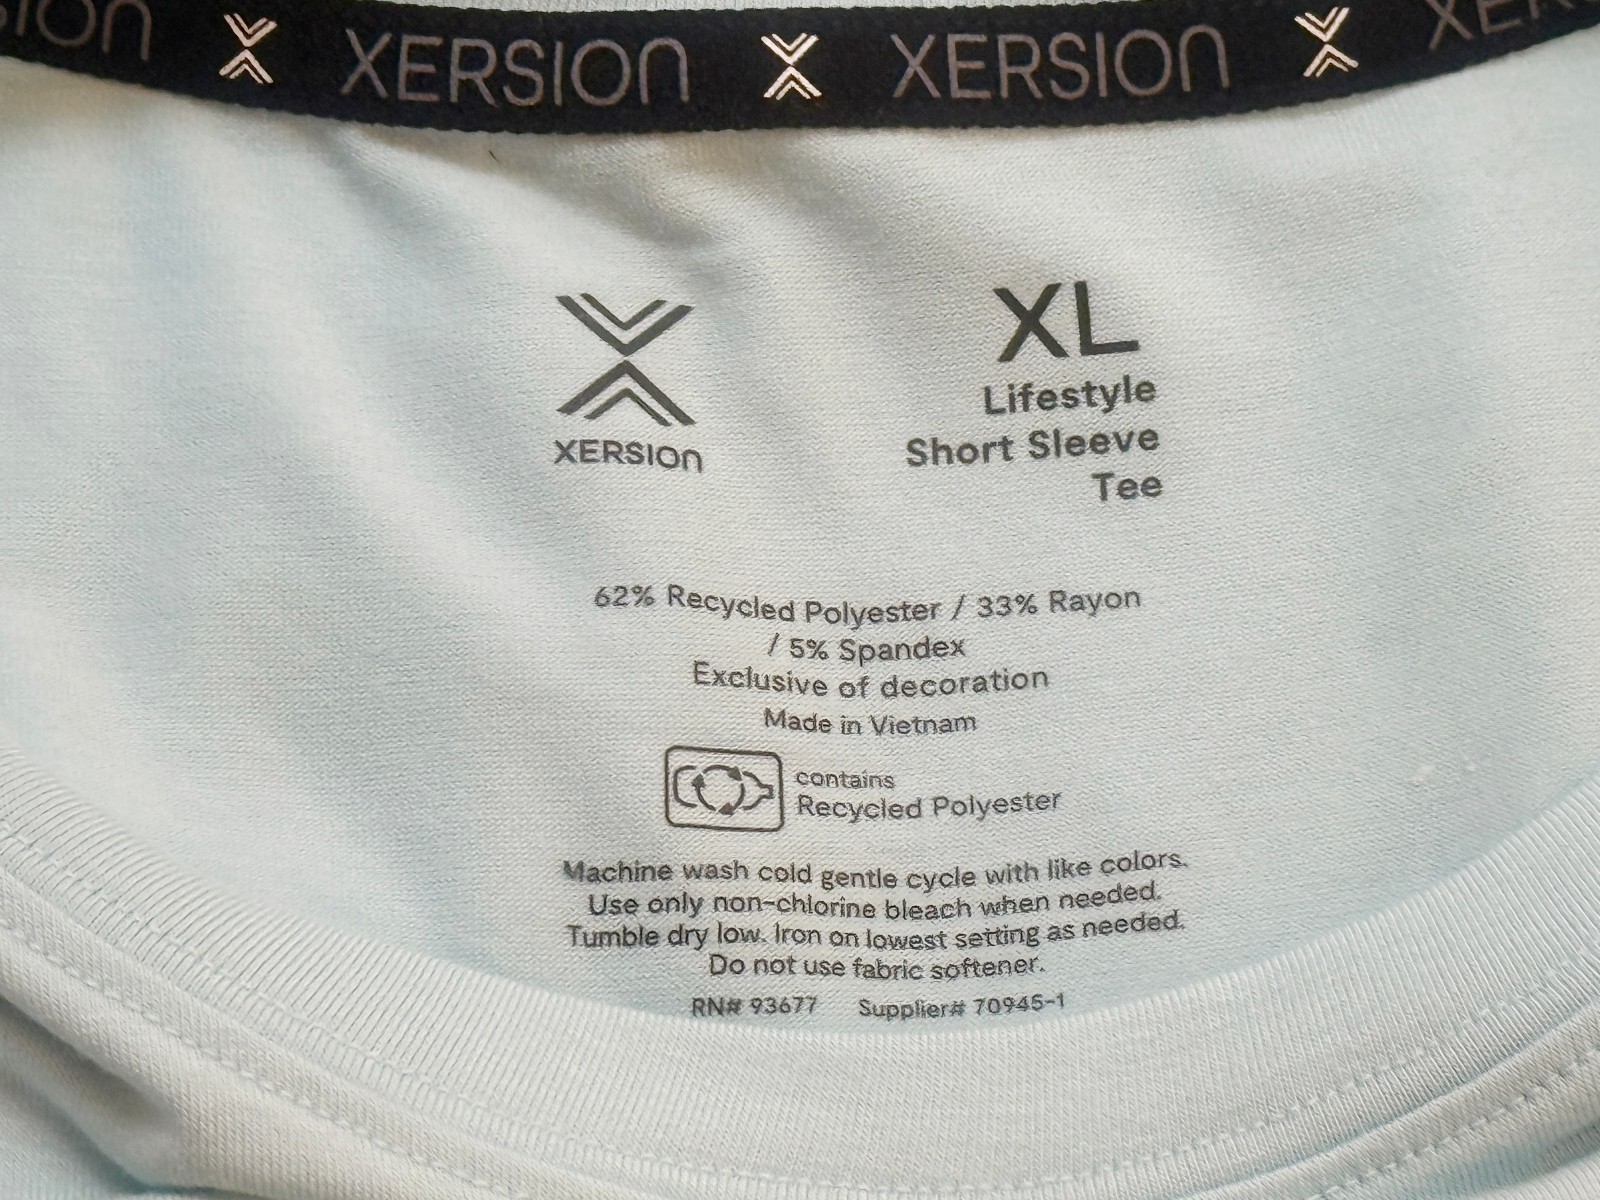 ION XERSION XERSION XER
XERSION
XL
Lifestyle
Short Sleeve
Tee
62% Recycled Polyester / 33% Rayon
/ 5% Spandex
Exclusive of decoration
Made in Vietnam
contains
Recycled Polyester
Machine wash cold gentle cycle with like colors.
Use only non-chlorine bleach when needed.
Tumble dry low. Iron on lowest setting as needed.
Do not use fabric softener.
RN# 93677 Supplier# 70945-1